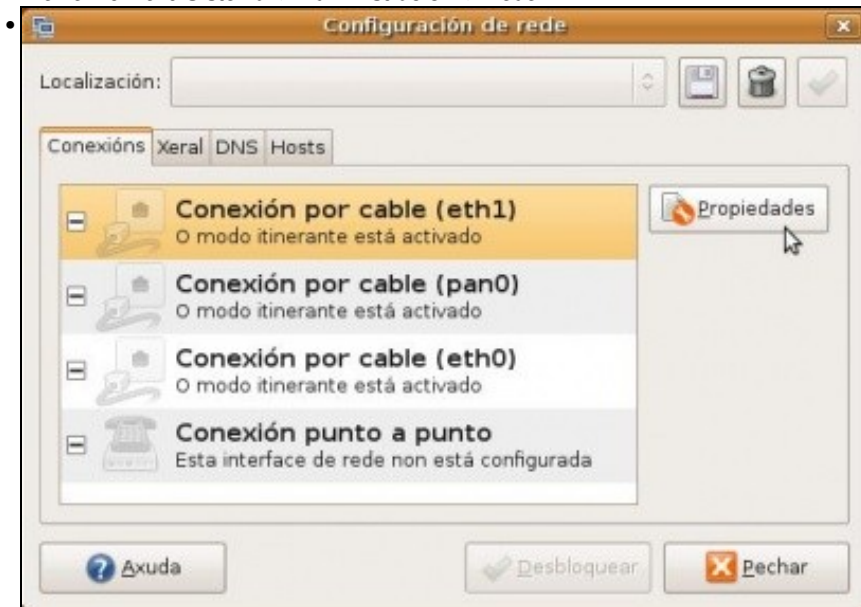 Configuración de rede
Localización:
Conexións Xeral DNS Hosts
Conexión por cable (eth1)
O modo itinerante está activado
Propiedades
Conexión por cable (pan0)
O modo itinerante está activado
Conexión por cable (eth0)
O modo itinerante está activado
Conexión punto a punto
Esta interface de rede non está configurada
Axuda
Desbloquear
Pechar